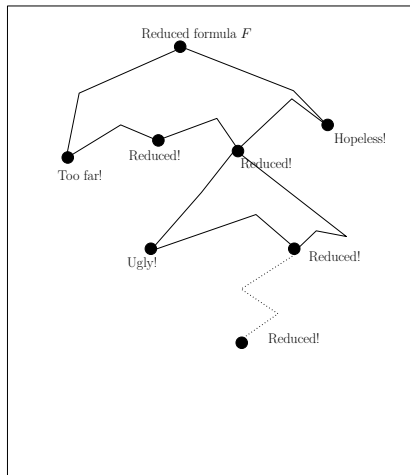 Reduced formula F
Hopeless!
Reduced!
Reduced!
Too far!
Ugly!
Reduced!
Reduced!